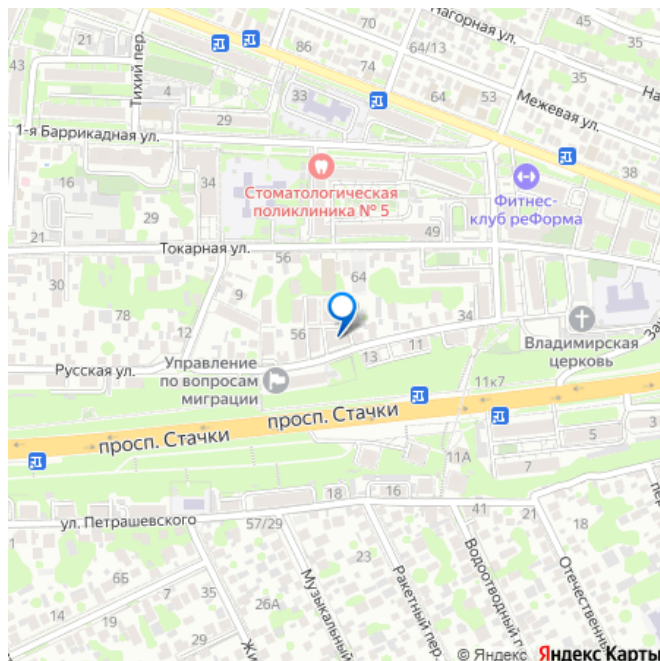 Нагорная ул.
70
45
35
43
Тихий пер.
86
64/13
74
35
45
4
33
64
53
Межевая ул.
29
1-я Баррикадная ул.
21
38
16
34
Стоматологическая
поликлиника № 5
Фитнес-
клуб реФорма
29
49
21
Токарная ул.
56
64
30
9
78
56
34
12
13
11
Владимирская
церковь
Русская ул.
Управление
по вопросам
миграции
11к7
просп. Стачки
просп. Стачки
5
3
11А
7
18
16
ул. Петрашевского
57/29
41
21
18
23
6Б
7
35
14
19
29
26А
Музыкальный
Ракетный пер.
Водоотводный п
Отечественны
© Яндекс
Яндекс Карты